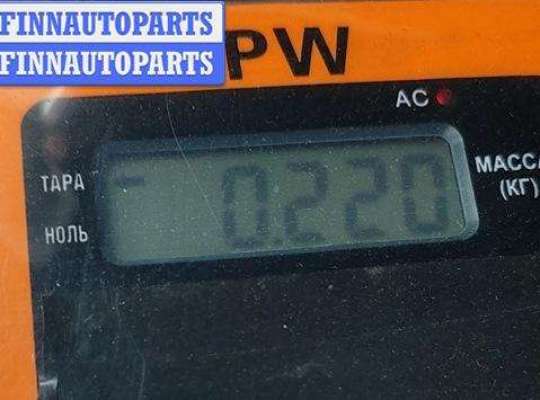 FINNAUTOPARTS
FINNAUTOPARTS
PW
AC
ТАРА
НОЛЬ
0.220
МАССА
(КГ)